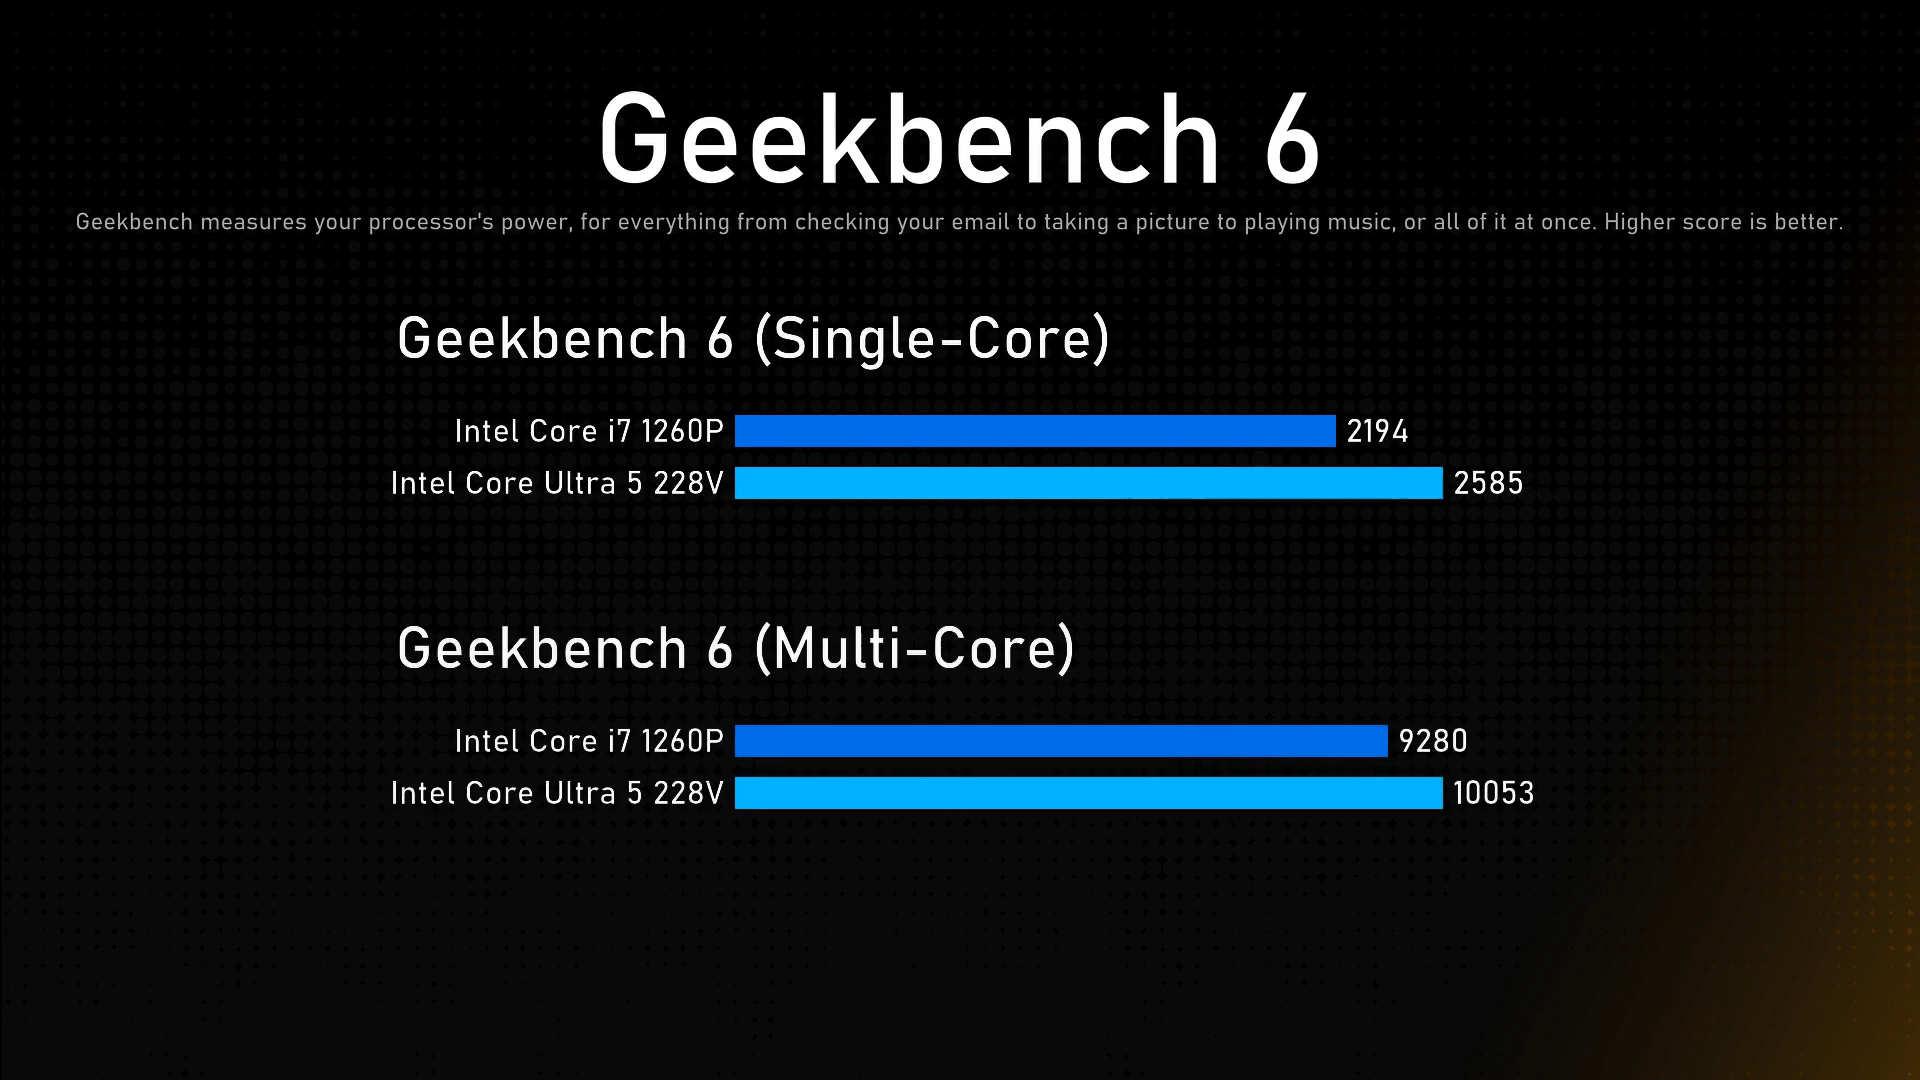 Geekbench 6
Geekbench measures your processor's power, for everything from checking your email to taking a picture to playing music, or all of it at once. Higher score is better.
Geekbench 6 (Single-Core)
Intel Core i7 1260P 2194
Intel Core Ultra 5 228V 2585
Geekbench 6 (Multi-Core)
Intel Core i7 1260P 9280
Intel Core Ultra 5 228V 10053